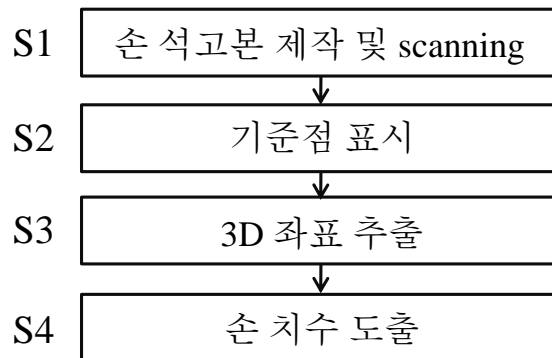 S1 손 석고본 제작 및 scanning
S2 기준점 표시
S3 3D 좌표 추출
S4 손 치수 도출